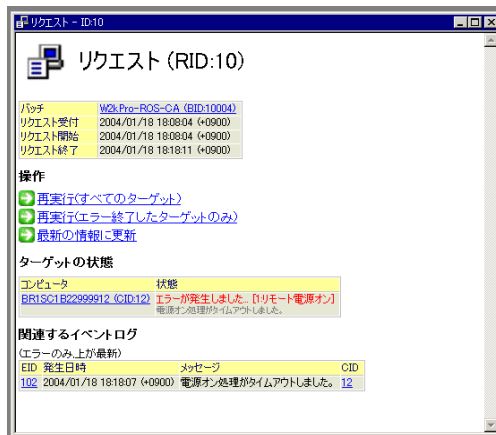 リクエスト - ID:10
リクエスト (RID:10)
バッチ W2kPro-ROS-CA (BID:10004)
リクエスト受付 2004/01/18 18:08:04 (+0900)
リクエスト開始 2004/01/18 18:08:04 (+0900)
リクエスト終了 2004/01/18 18:18:11 (+0900)
操作
再実行(すべてのターゲット)
再実行(エラー終了したターゲットのみ)
最新の情報に更新
ターゲットの状態
コンピュータ 状態
BR1SC1B22999912 (CID:12) エラーが発生しました... [1:リモート電源オン]
電源オン処理がタイムアウトしました。
関連するイベントログ
(エラーのみ、上が最新)
EID 発生日時 メッセージ CID
102 2004/01/18 18:18:07 (+0900) 電源オン処理がタイムアウトしました。 12